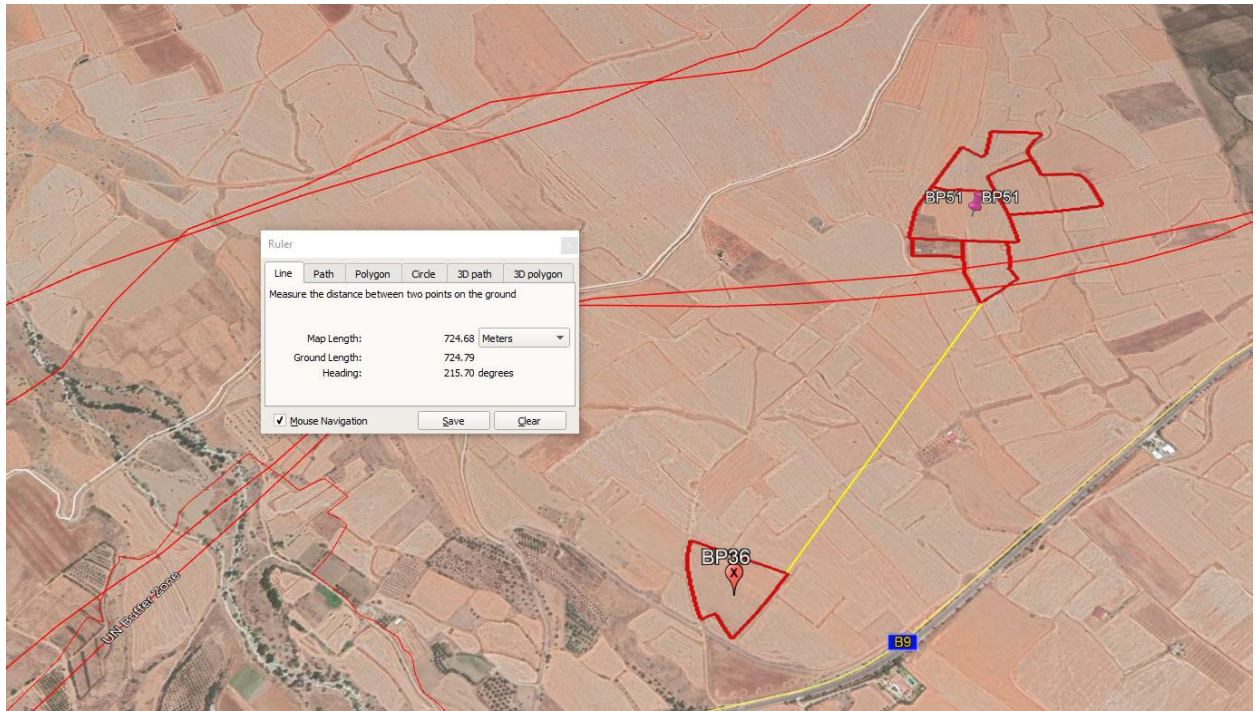 BP51 BP51
Ruler
Line Path Polygon Circle 3D path 3D polygon
Measure the distance between two points on the ground
Map Length: 724.68 Meters
Ground Length: 724.79
Heading: 215.70 degrees
Mouse Navigation Save Clear
BP36
X
UN Buffer Zone
B9